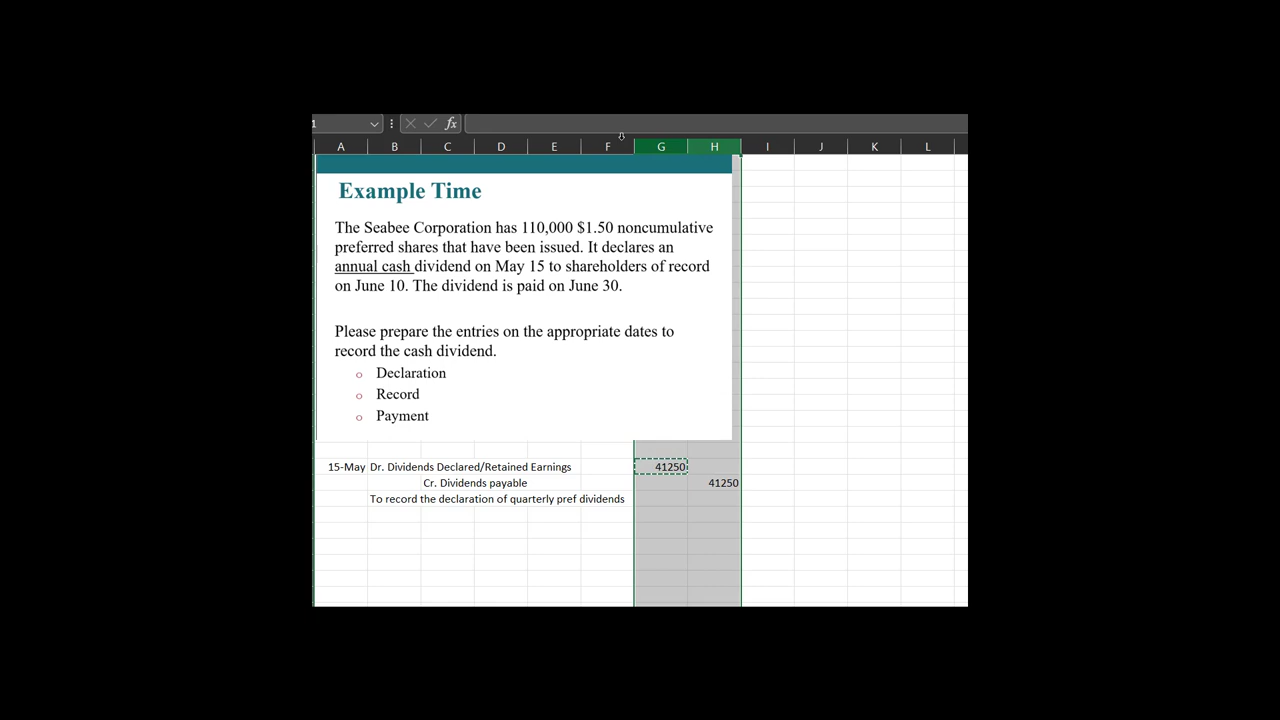 1 fx
A B C D E F G H I J K L
Example Time
The Seabee Corporation has 110,000 $1.50 noncumulative
preferred shares that have been issued. It declares an
annual cash dividend on May 15 to shareholders of record
on June 10. The dividend is paid on June 30.
Please prepare the entries on the appropriate dates to
record the cash dividend.
o Declaration
o Record
o Payment
15-May Dr. Dividends Declared/Retained Earnings 41250
Cr. Dividends payable 41250
To record the declaration of quarterly pref dividends